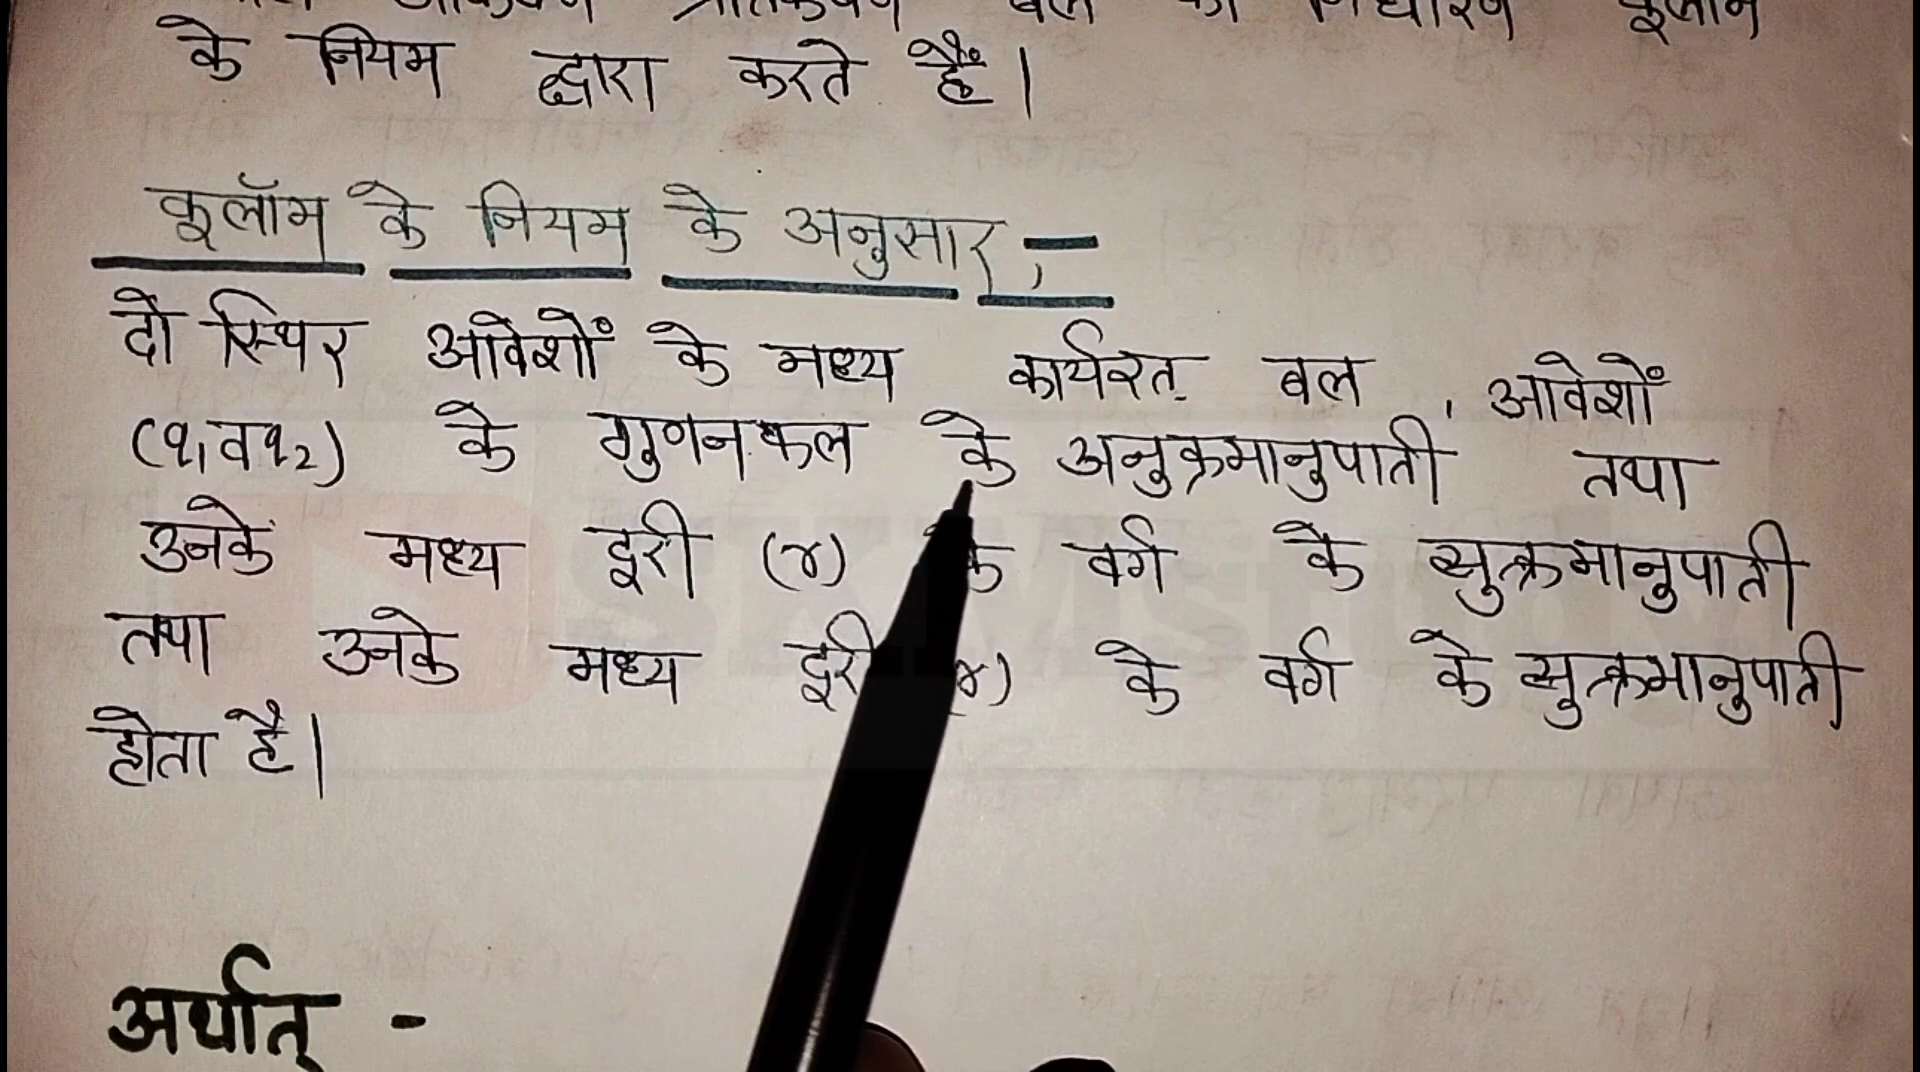 के नियम द्वारा करते हैं।
कूलॉम के नियम के अनुसार,-
दो स्थिर आवेशों के मध्य कार्यरत् बल, आवेशों
(q₁ व q₂) के गुणनफल के अनुक्रमानुपाती तथा
उनके मध्य दूरी (r) के वर्ग के व्युत्क्रमानुपाती
तथा उनके मध्य दूरी (r) के वर्ग के व्युत्क्रमानुपाती
होता है।
अर्थात् -